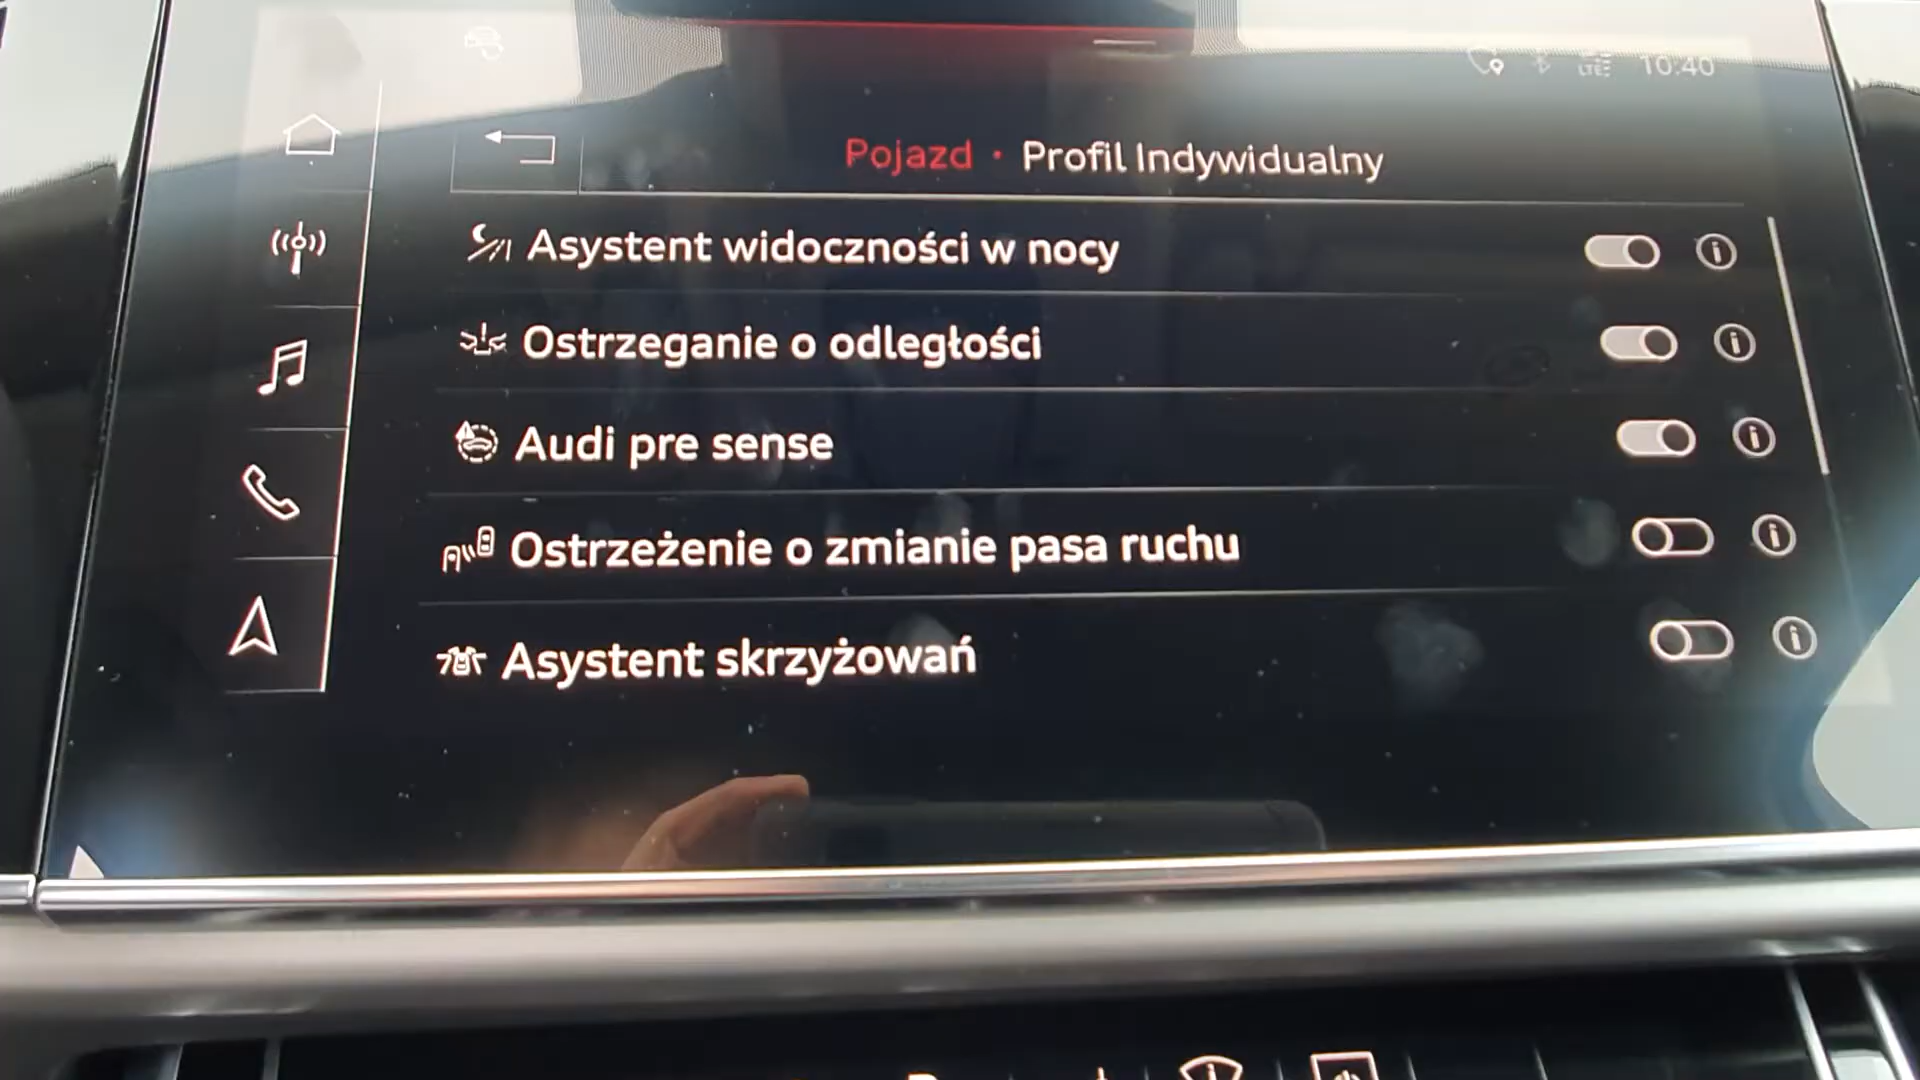 LTE 10:40
Pojazd · Profil Indywidualny
Asystent widoczności w nocy
Ostrzeganie o odległości
Audi pre sense
Ostrzeżenie o zmianie pasa ruchu
Asystent skrzyżowań